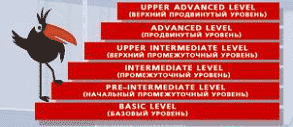 UPPER ADVANCED LEVEL
(ВЕРХНИЙ ПРОДВИНУТЫЙ УРОВЕНЬ)
ADVANCED LEVEL
(ПРОДВИНУТЫЙ УРОВЕНЬ)
UPPER INTERMEDIATE LEVEL
(ВЕРХНИЙ ПРОМЕЖУТОЧНЫЙ УРОВЕНЬ)
INTERMEDIATE LEVEL
(ПРОМЕЖУТОЧНЫЙ УРОВЕНЬ)
PRE-INTERMEDIATE LEVEL
(НАЧАЛЬНЫЙ ПРОМЕЖУТОЧНЫЙ УРОВЕНЬ)
BASIC LEVEL
(БАЗОВЫЙ УРОВЕНЬ)